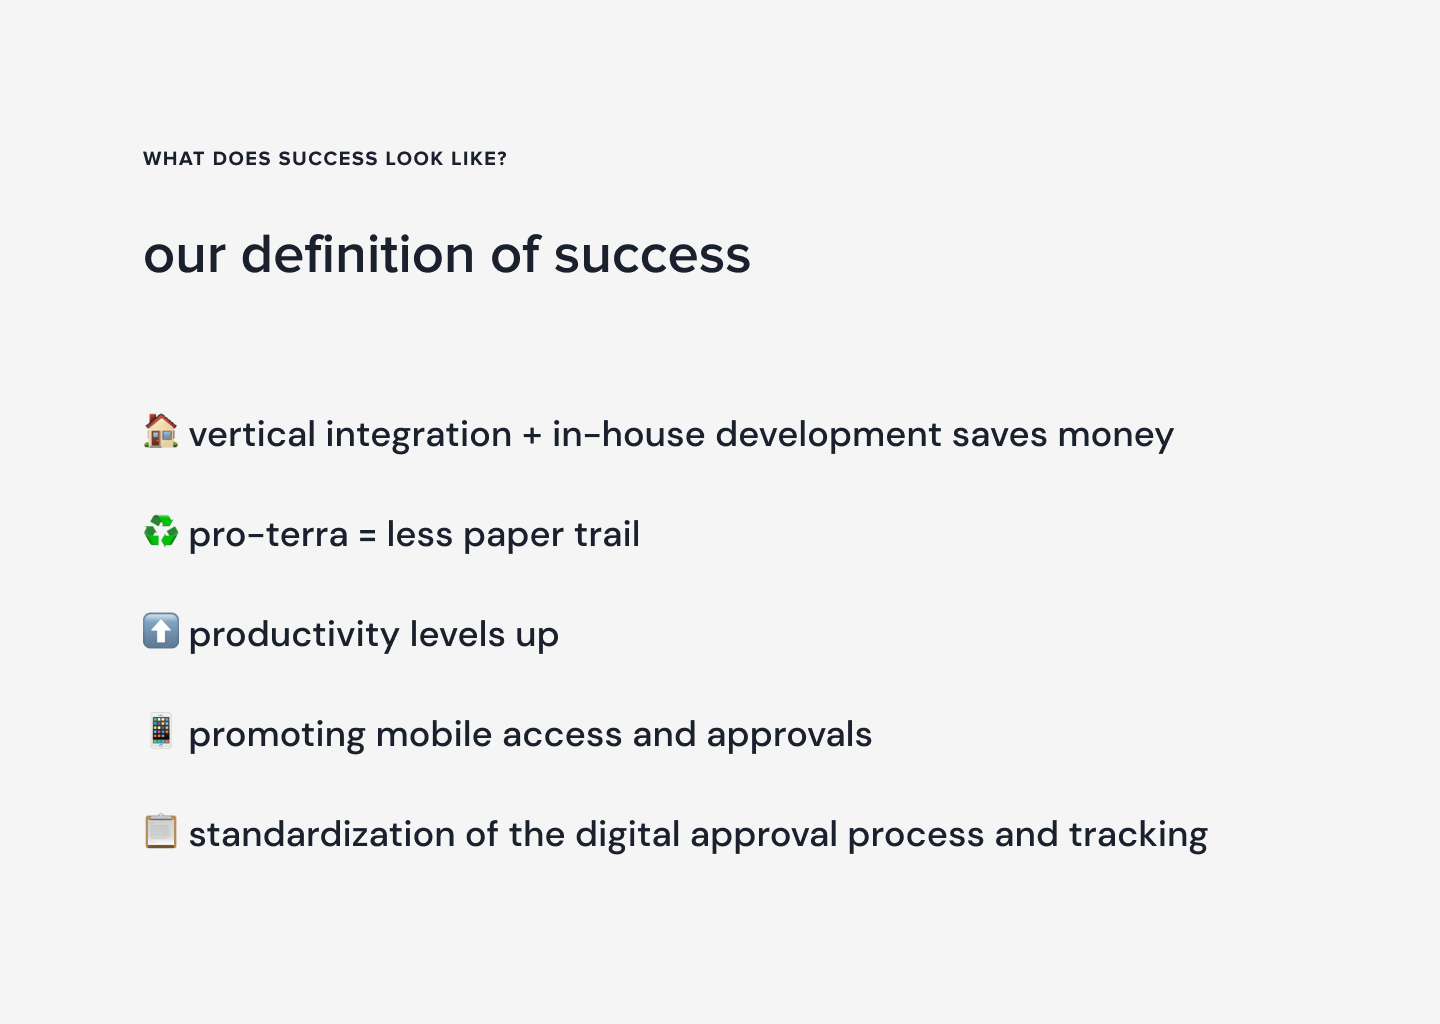 WHAT DOES SUCCESS LOOK LIKE?
our definition of success
🏠 vertical integration + in-house development saves money
♻️ pro-terra = less paper trail
⬆️ productivity levels up
📱 promoting mobile access and approvals
📋 standardization of the digital approval process and tracking